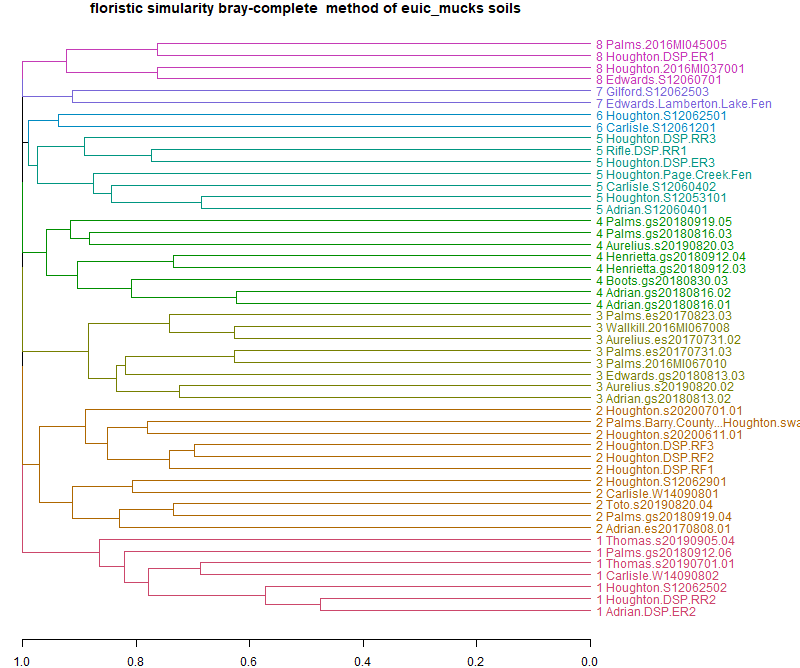 floristic simularity bray-complete method of euic_mucks soils
8 Palms.2016MI045005
8 Houghton.DSP.ER1
8 Houghton.2016MI037001
8 Edwards.S12060701
7 Gilford.S12062503
7 Edwards.Lamberton.Lake.Fen
6 Houghton.S12062501
6 Carlisle.S12061201
5 Houghton.DSP.RR3
5 Rifle.DSP.RR1
5 Houghton.DSP.ER3
5 Houghton.Page.Creek.Fen
5 Carlisle.S12060402
5 Houghton.S12053101
5 Adrian.S12060401
4 Palms.gs20180919.05
4 Palms.gs20180816.03
4 Aurelius.s20190820.03
4 Henrietta.gs20180912.04
4 Henrietta.gs20180912.03
4 Boots.gs20180830.03
4 Adrian.gs20180816.02
4 Adrian.gs20180816.01
3 Palms.es20170823.03
3 Wallkill.2016MI067008
3 Aurelius.es20170731.02
3 Palms.es20170731.03
3 Palms.2016MI067010
3 Edwards.gs20180813.03
3 Aurelius.s20190820.02
3 Adrian.gs20180813.02
2 Houghton.s20200701.01
2 Palms.Barry.County...Houghton.swa
2 Houghton.s20200611.01
2 Houghton.DSP.RF3
2 Houghton.DSP.RF2
2 Houghton.DSP.RF1
2 Houghton.S12062901
2 Carlisle.W14090801
2 Toto.s20190820.04
2 Palms.gs20180919.04
2 Adrian.es20170808.01
1 Thomas.s20190905.04
1 Palms.gs20180912.06
1 Thomas.s20190701.01
1 Carlisle.W14090802
1 Houghton.S12062502
1 Houghton.DSP.RR2
1 Adrian.DSP.ER2
1.0 0.8 0.6 0.4 0.2 0.0